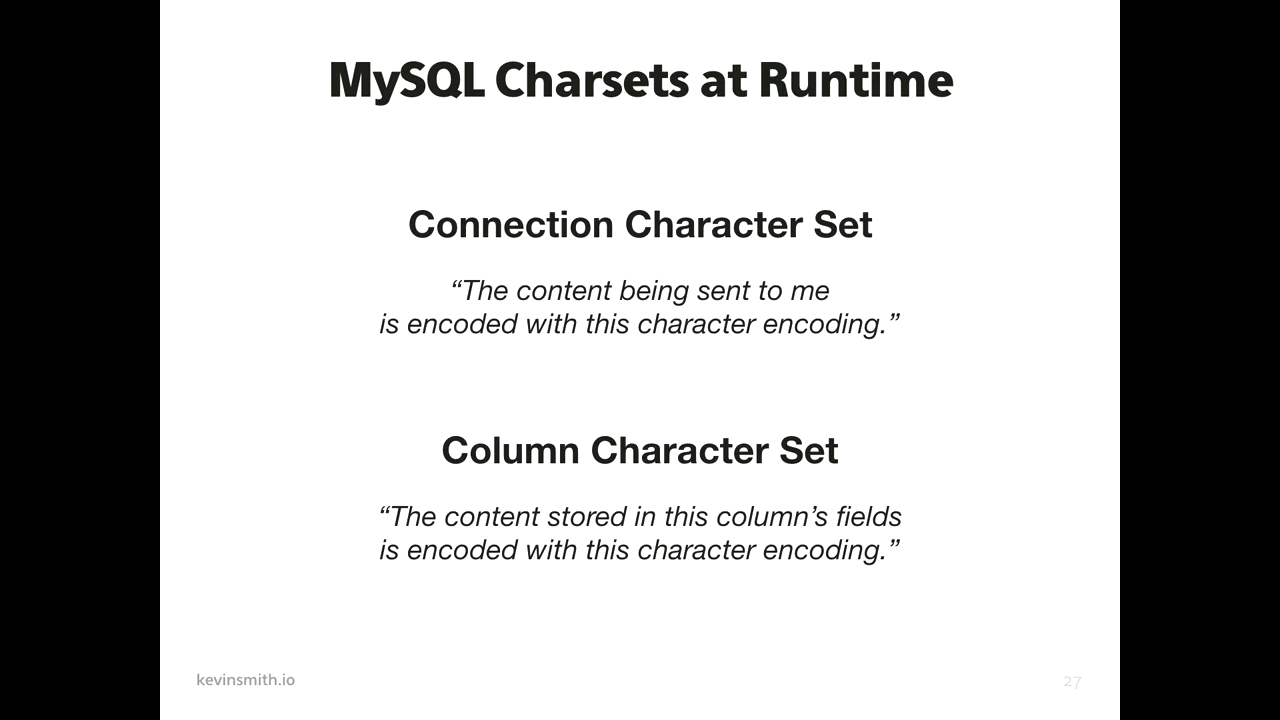 MySQL Charsets at Runtime
Connection Character Set
“The content being sent to me
is encoded with this character encoding.”
Column Character Set
“The content stored in this column’s fields
is encoded with this character encoding.”
kevinsmith.io
27